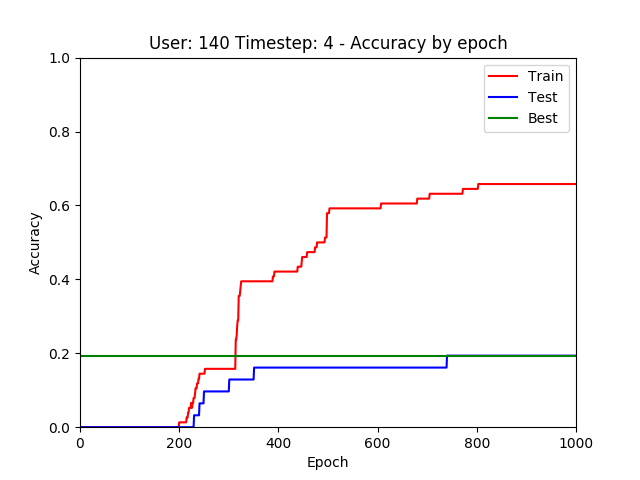 User: 140 Timestep: 4 - Accuracy by epoch
1.0
0.8
0.6
0.4
0.2
0.0
Accuracy
Train
Test
Best
0 200 400 600 800 1000
Epoch